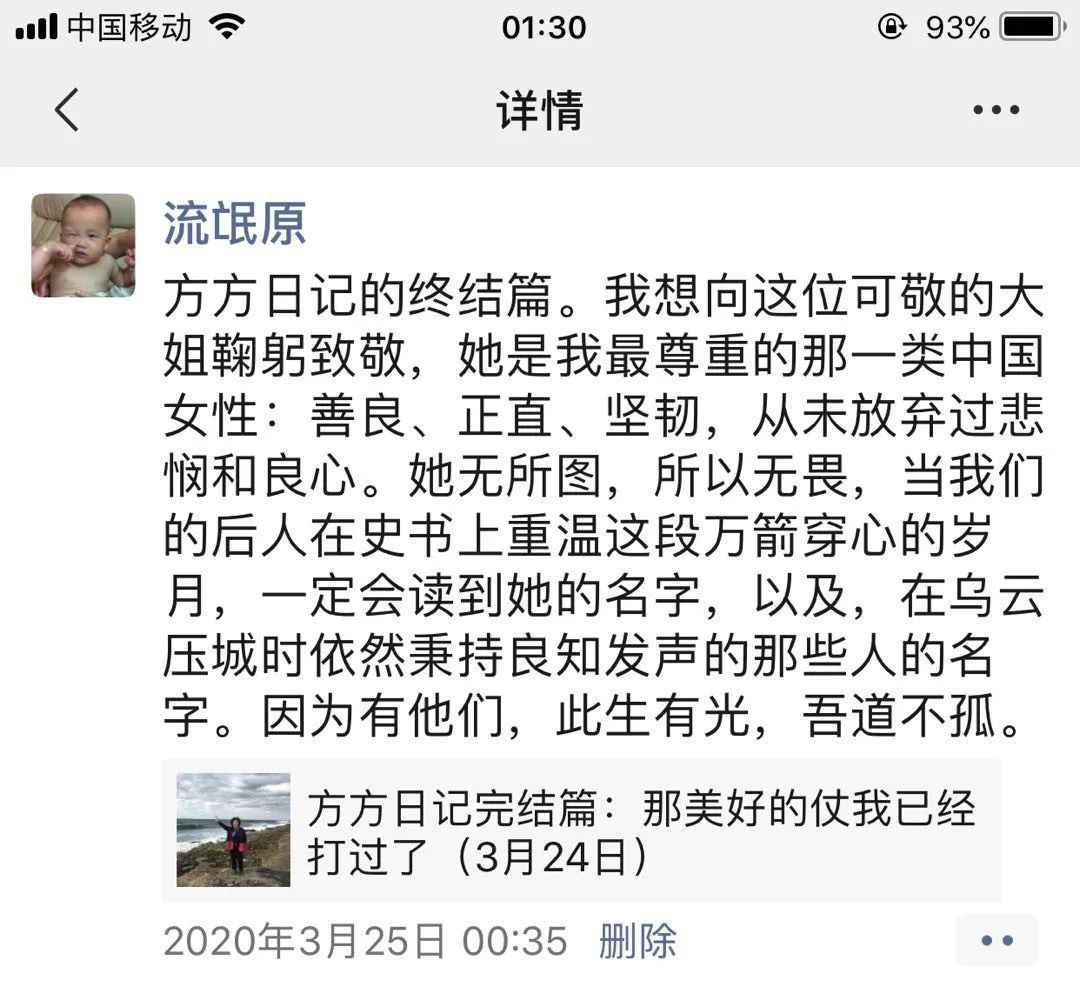 中国移动 01:30 93%
详情
流氓原
方方日记的终结篇。我想向这位可敬的大
姐鞠躬致敬，她是我最尊重的那一类中国
女性：善良、正直、坚韧，从未放弃过悲
悯和良心。她无所图，所以无畏，当我们
的后人在史书上重温这段万箭穿心的岁
月，一定会读到她的名字，以及，在乌云
压城时依然秉持良知发声的那些人的名
字。因为有他们，此生有光，吾道不孤。
方方日记完结篇：那美好的仗我已经
打过了（3月24日）
2020年3月25日 00:35 删除